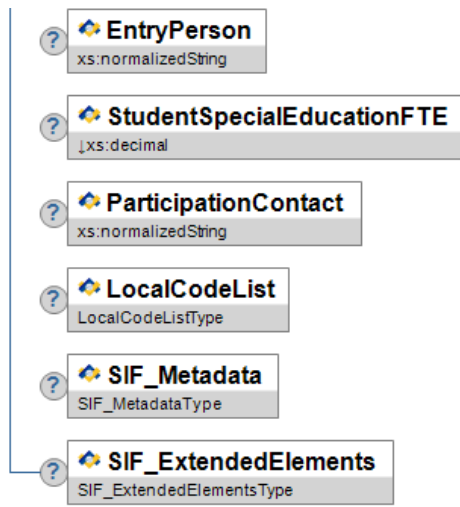 ?
EntryPerson
xs:normalizedString
?
StudentSpecialEducationFTE
↓xs:decimal
?
ParticipationContact
xs:normalizedString
?
LocalCodeList
LocalCodeListType
?
SIF_Metadata
SIF_MetadataType
?
SIF_ExtendedElements
SIF_ExtendedElementsType